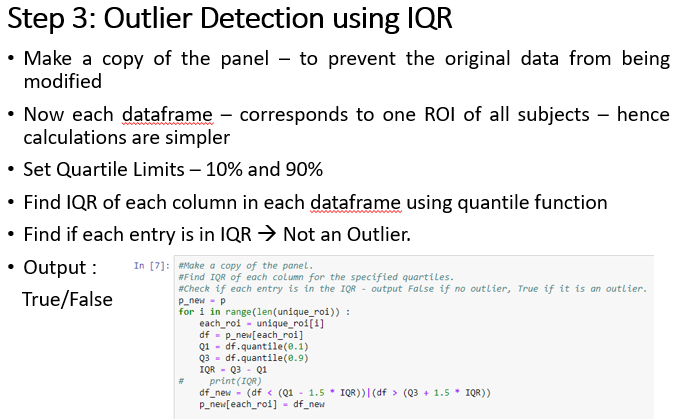 Step 3: Outlier Detection using IQR
• Make a copy of the panel – to prevent the original data from being
modified
• Now each dataframe – corresponds to one ROI of all subjects – hence
calculations are simpler
• Set Quartile Limits – 10% and 90%
• Find IQR of each column in each dataframe using quantile function
• Find if each entry is in IQR → Not an Outlier.
• Output :
True/False
In [7]: #Make a copy of the panel.
#Find IQR of each column for the specified quartiles.
#Check if each entry is in the IQR - output False if no outlier, True if it is an outlier.
p_new = p
for i in range(len(unique_roi)) :
    each_roi = unique_roi[i]
    df = p_new[each_roi]
    Q1 = df.quantile(0.1)
    Q3 = df.quantile(0.9)
    IQR = Q3 - Q1
#     print(IQR)
    df_new = (df < (Q1 - 1.5 * IQR))|(df > (Q3 + 1.5 * IQR))
    p_new[each_roi] = df_new